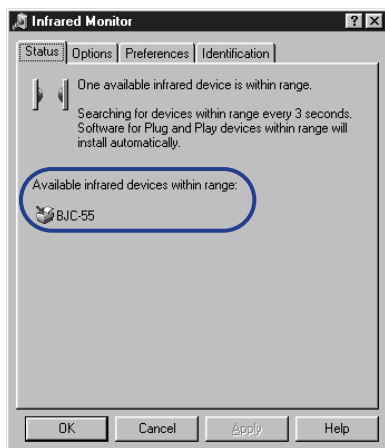 Infrared Monitor
Status Options Preferences Identification
One available infrared device is within range.
Searching for devices within range every 3 seconds.
Software for Plug and Play devices within range will
install automatically.
Available infrared devices within range:
BJC-55
OK Cancel Apply Help